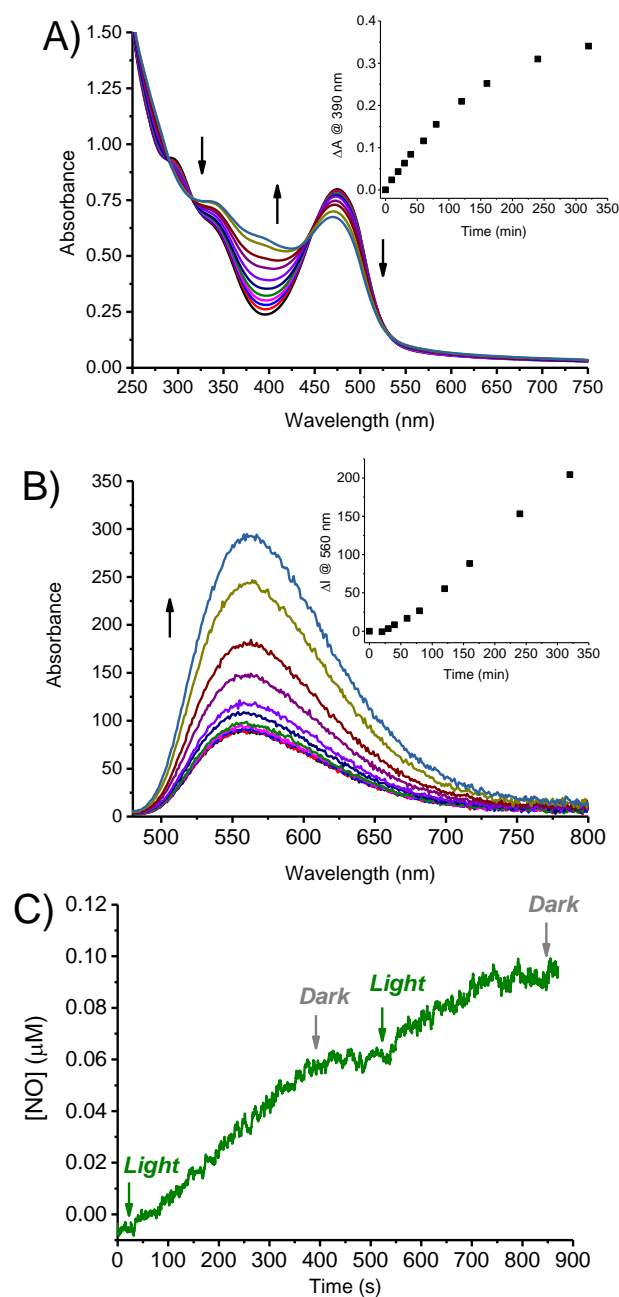 A)
1.50
1.25
1.00
0.75
0.50
0.25
0.00
Absorbance
250 300 350 400 450 500 550 600 650 700 750
Wavelength (nm)
0.4
0.3
0.2
0.1
0.0
ΔA @ 390 nm
0 50 100 150 200 250 300 350
Time (min)
B)
350
300
250
200
150
100
50
0
Absorbance
500 550 600 650 700 750 800
Wavelength (nm)
200
150
100
50
0
ΔI @ 560 nm
0 50 100 150 200 250 300 350
Time (min)
C)
0.12
0.10
0.08
0.06
0.04
0.02
0.00
[NO] (μM)
Light
Dark
Light
Dark
0 100 200 300 400 500 600 700 800 900
Time (s)